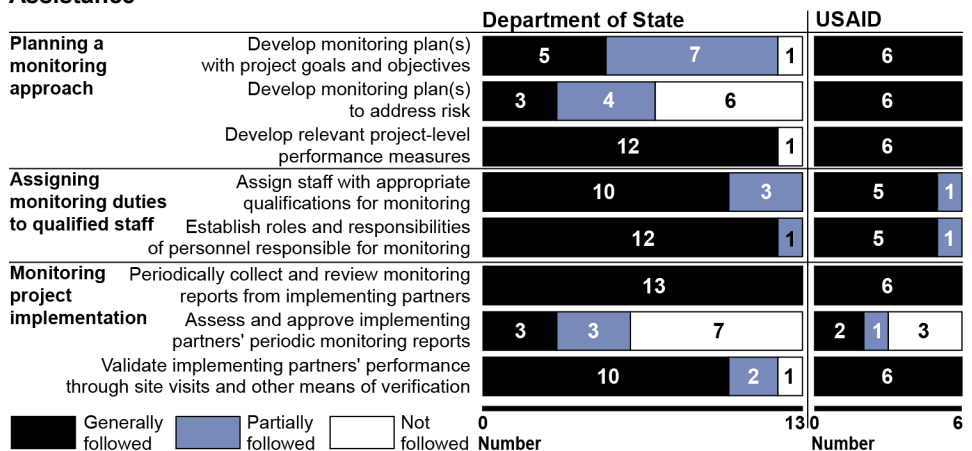 Assistance
Department of State
USAID
Planning a
monitoring
approach
Develop monitoring plan(s)
with project goals and objectives
5 7 1 6
Develop monitoring plan(s)
to address risk
3 4 6 6
Develop relevant project-level
performance measures
12 1 6
Assigning
monitoring duties
to qualified staff
Assign staff with appropriate
qualifications for monitoring
10 3 5 1
Establish roles and responsibilities
of personnel responsible for monitoring
12 1 5 1
Monitoring
project
implementation
Periodically collect and review monitoring
reports from implementing partners
13 6
Assess and approve implementing
partners' periodic monitoring reports
3 3 7 2 1 3
Validate implementing partners' performance
through site visits and other means of verification
10 2 1 6
Generally
followed
Partially
followed
Not
followed
0 13 0 6
Number Number